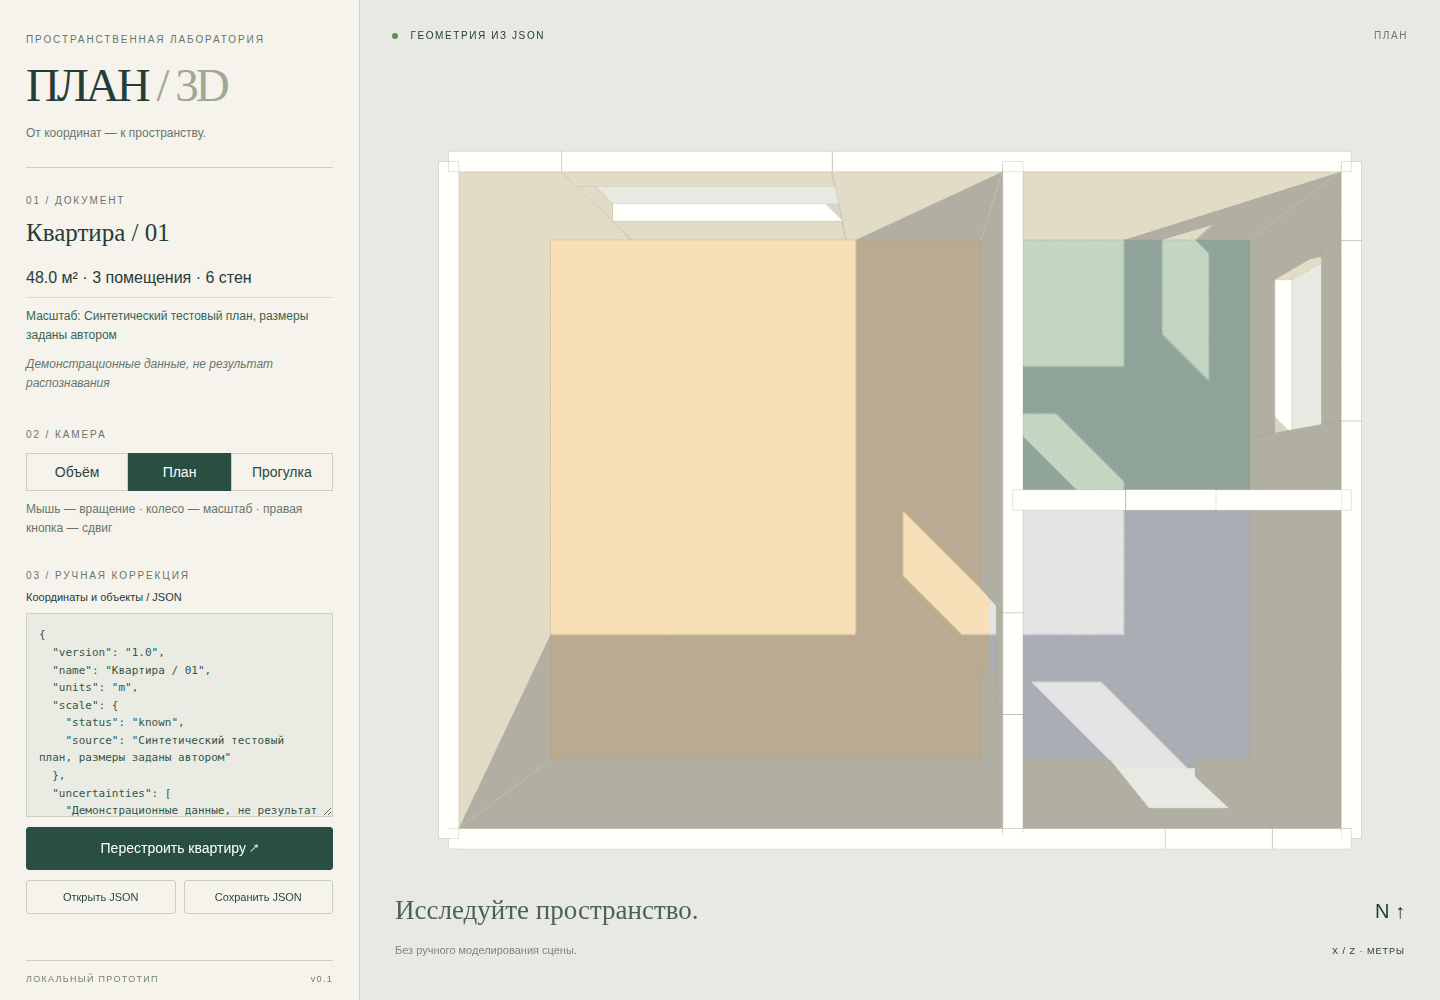 ПРОСТРАНСТВЕННАЯ ЛАБОРАТОРИЯ
ПЛАН / 3D
От координат — к пространству.
01 / ДОКУМЕНТ
Квартира / 01
48.0 м² · 3 помещения · 6 стен
Масштаб: Синтетический тестовый план, размеры
заданы автором
Демонстрационные данные, не результат
распознавания
02 / КАМЕРА
Объём
План
Прогулка
Мышь — вращение · колесо — масштаб · правая
кнопка — сдвиг
03 / РУЧНАЯ КОРРЕКЦИЯ
Координаты и объекты / JSON
{
"version": "1.0",
"name": "Квартира / 01",
"units": "m",
"scale": {
"status": "known",
"source": "Синтетический тестовый
план, размеры заданы автором"
},
"uncertainties": [
"Демонстрационные данные, не результат
Перестроить квартиру ↗
Открыть JSON
Сохранить JSON
ЛОКАЛЬНЫЙ ПРОТОТИП
v0.1
ГЕОМЕТРИЯ ИЗ JSON
ПЛАН
Исследуйте пространство.
Без ручного моделирования сцены.
N ↑
X / Z · МЕТРЫ